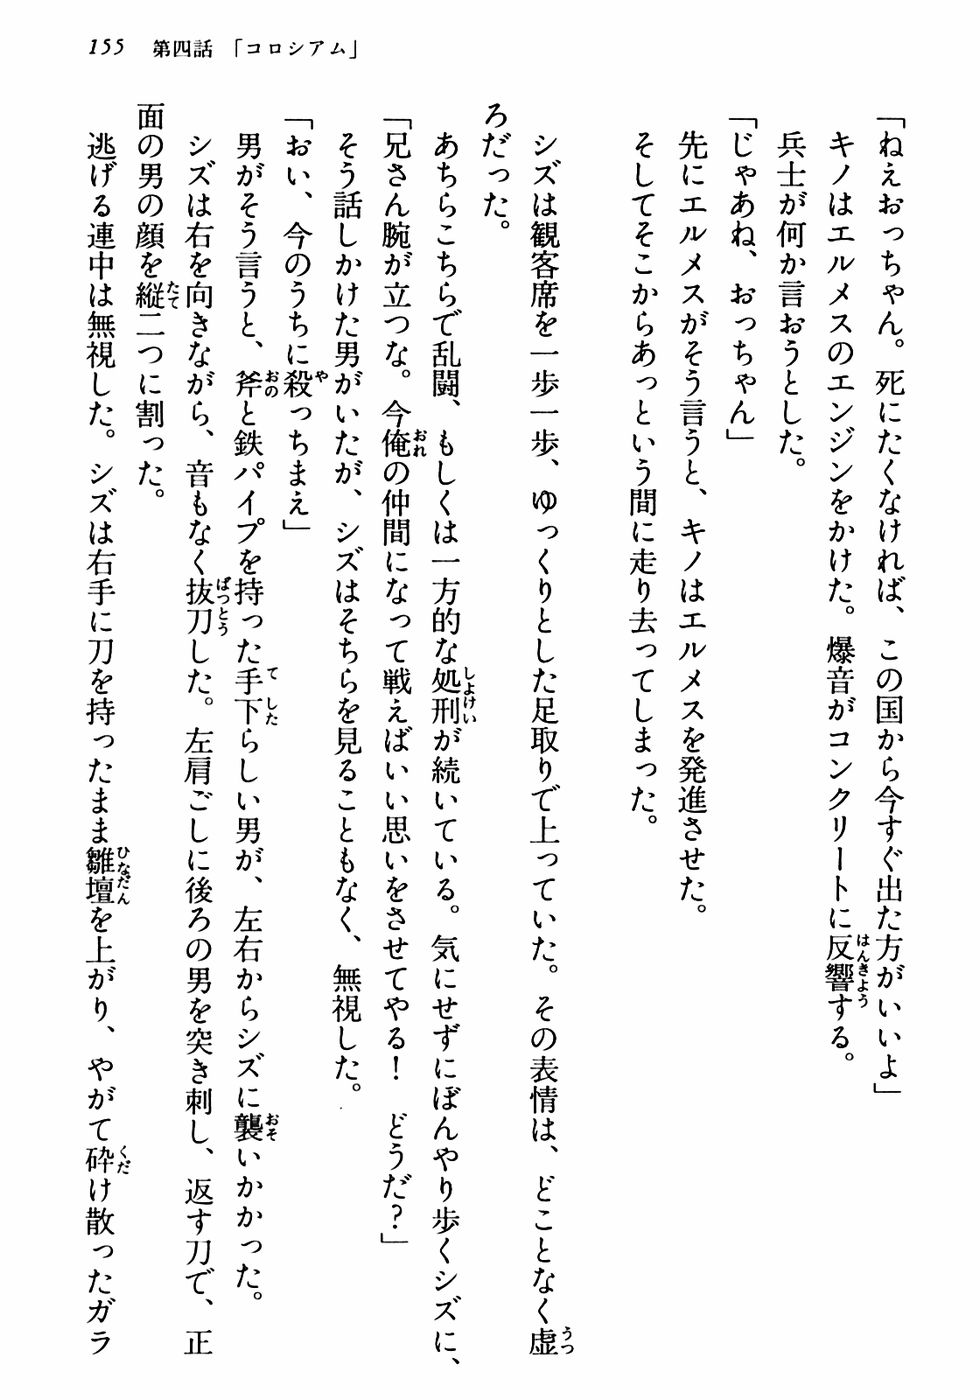 155　第四話　「コロシアム」
「ねえおっちゃん。死にたくなければ、この国から今すぐ出た方がいいよ」
キノはエルメスのエンジンをかけた。爆音がコンクリートに反響する。
兵士が何か言おうとした。
「じゃあね、おっちゃん」
先にエルメスがそう言うと、キノはエルメスを発進させた。
そしてそこからあっという間に走り去ってしまった。
シズは観客席を一歩一歩、ゆっくりとした足取りで上っていた。その表情は、どことなく虚
ろだった。
あちらこちらで乱闘、もしくは一方的な処刑が続いている。気にせずにぼんやり歩くシズに、
「兄さん腕が立つな。今俺の仲間になって戦えばいい思いをさせてやる！　どうだ？」
そう話しかけた男がいたが、シズはそちらを見ることもなく、無視した。
「おい、今のうちに殺っちまえ」
男がそう言うと、斧と鉄パイプを持った手下らしい男が、左右からシズに襲いかかった。
シズは右を向きながら、音もなく抜刀した。左肩ごしに後ろの男を突き刺し、返す刀で、正
面の男の顔を縦二つに割った。
逃げる連中は無視した。シズは右手に刀を持ったまま雛壇を上がり、やがて砕け散ったガラ